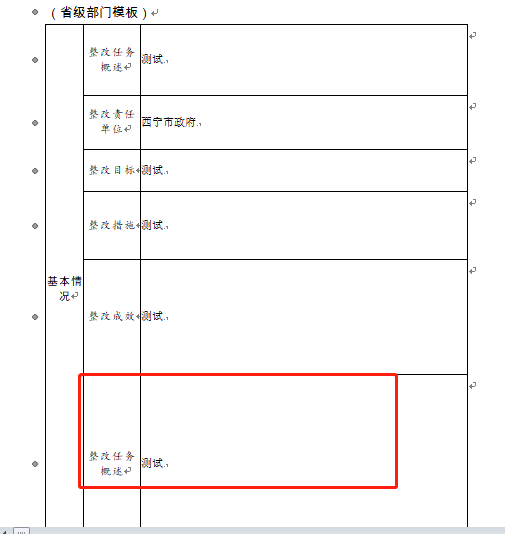 （省级部门模板）
整改任务
概述
测试.
整改责任
单位
西宁市政府.
整改目标
测试.
整改措施
测试.
基本情
况
整改成效
测试.
整改任务
概述
测试.